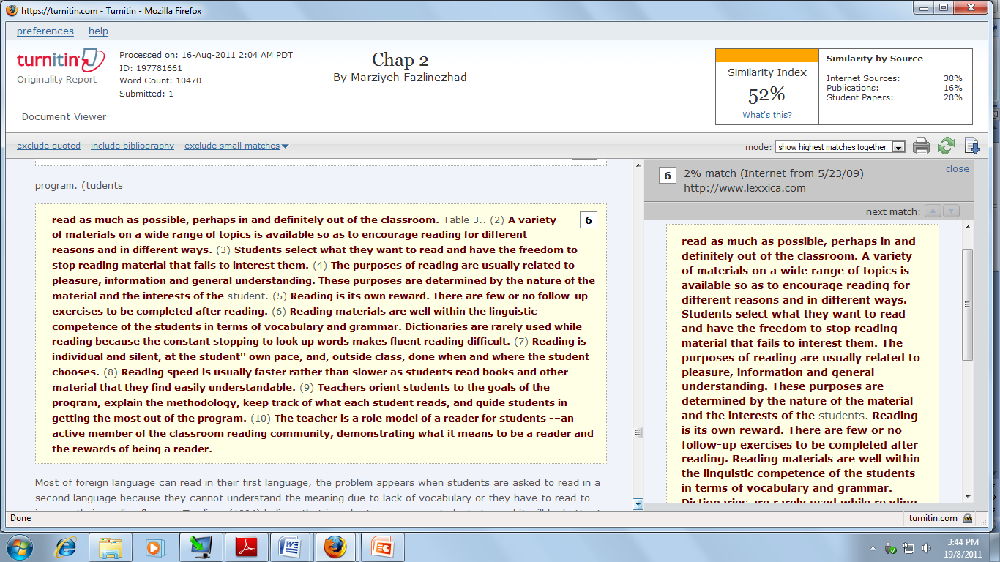 https://turnitin.com - Turnitin - Mozilla Firefox
preferences help
turnitin
Originality Report
Processed on: 16-Aug-2011 2:04 AM PDT
ID: 197781661
Word Count: 10470
Submitted: 1
Chap 2
By Marziyeh Fazlinezhad
Similarity Index
52%
What's this?
Similarity by Source
Internet Sources: 38%
Publications: 16%
Student Papers: 28%
Document Viewer
exclude quoted include bibliography exclude small matches
mode: show highest matches together
program. (tudents
6
read as much as possible, perhaps in and definitely out of the classroom. Table 3.. (2) A variety
of materials on a wide range of topics is available so as to encourage reading for different
reasons and in different ways. (3) Students select what they want to read and have the freedom to
stop reading material that fails to interest them. (4) The purposes of reading are usually related to
pleasure, information and general understanding. These purposes are determined by the nature of the
material and the interests of the student. (5) Reading is its own reward. There are few or no follow-up
exercises to be completed after reading. (6) Reading materials are well within the linguistic
competence of the students in terms of vocabulary and grammar. Dictionaries are rarely used while
reading because the constant stopping to look up words makes fluent reading difficult. (7) Reading is
individual and silent, at the student'' own pace, and, outside class, done when and where the student
chooses. (8) Reading speed is usually faster rather than slower as students read books and other
material that they find easily understandable. (9) Teachers orient students to the goals of the
program, explain the methodology, keep track of what each student reads, and guide students in
getting the most out of the program. (10) The teacher is a role model of a reader for students --an
active member of the classroom reading community, demonstrating what it means to be a reader and
the rewards of being a reader.
Most of foreign language can read in their first language, the problem appears when students are asked to read in a
second language because they cannot understand the meaning due to lack of vocabulary or they have to read to
6 2% match (Internet from 5/23/09)
http://www.lexxica.com
close
next match:
read as much as possible, perhaps in and
definitely out of the classroom. A variety
of materials on a wide range of topics is
available so as to encourage reading for
different reasons and in different ways.
Students select what they want to read
and have the freedom to stop reading
material that fails to interest them. The
purposes of reading are usually related to
pleasure, information and general
understanding. These purposes are
determined by the nature of the material
and the interests of the students. Reading
is its own reward. There are few or no
follow-up exercises to be completed after
reading. Reading materials are well within
the linguistic competence of the students
in terms of vocabulary and grammar.
Dictionaries are rarely used while reading
Done
turnitin.com
3:44 PM
19/8/2011